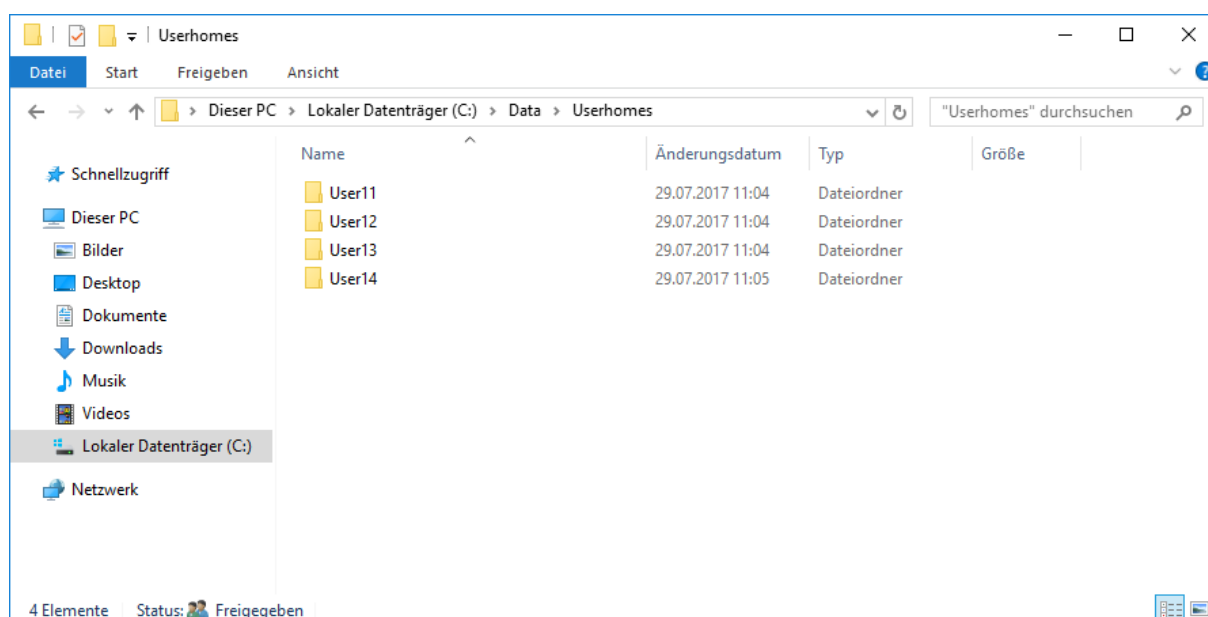 Userhomes
Datei Start Freigeben Ansicht
Dieser PC Lokaler Datenträger (C:) Data Userhomes "Userhomes" durchsuchen
Name Änderungsdatum Typ Größe
Schnellzugriff
Dieser PC
Bilder
Desktop
Dokumente
Downloads
Musik
Videos
Lokaler Datenträger (C:)
Netzwerk
User11 29.07.2017 11:04 Dateiordner
User12 29.07.2017 11:04 Dateiordner
User13 29.07.2017 11:04 Dateiordner
User14 29.07.2017 11:05 Dateiordner
4 Elemente Status: Freigegeben